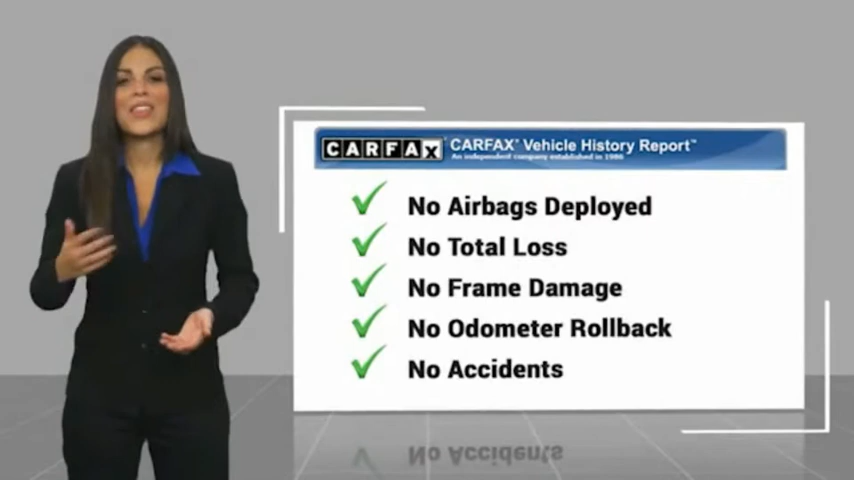 CARFAX CARFAX™ Vehicle History Report™
An independent company established in 1986
No Airbags Deployed
No Total Loss
No Frame Damage
No Odometer Rollback
No Accidents
No Accidents